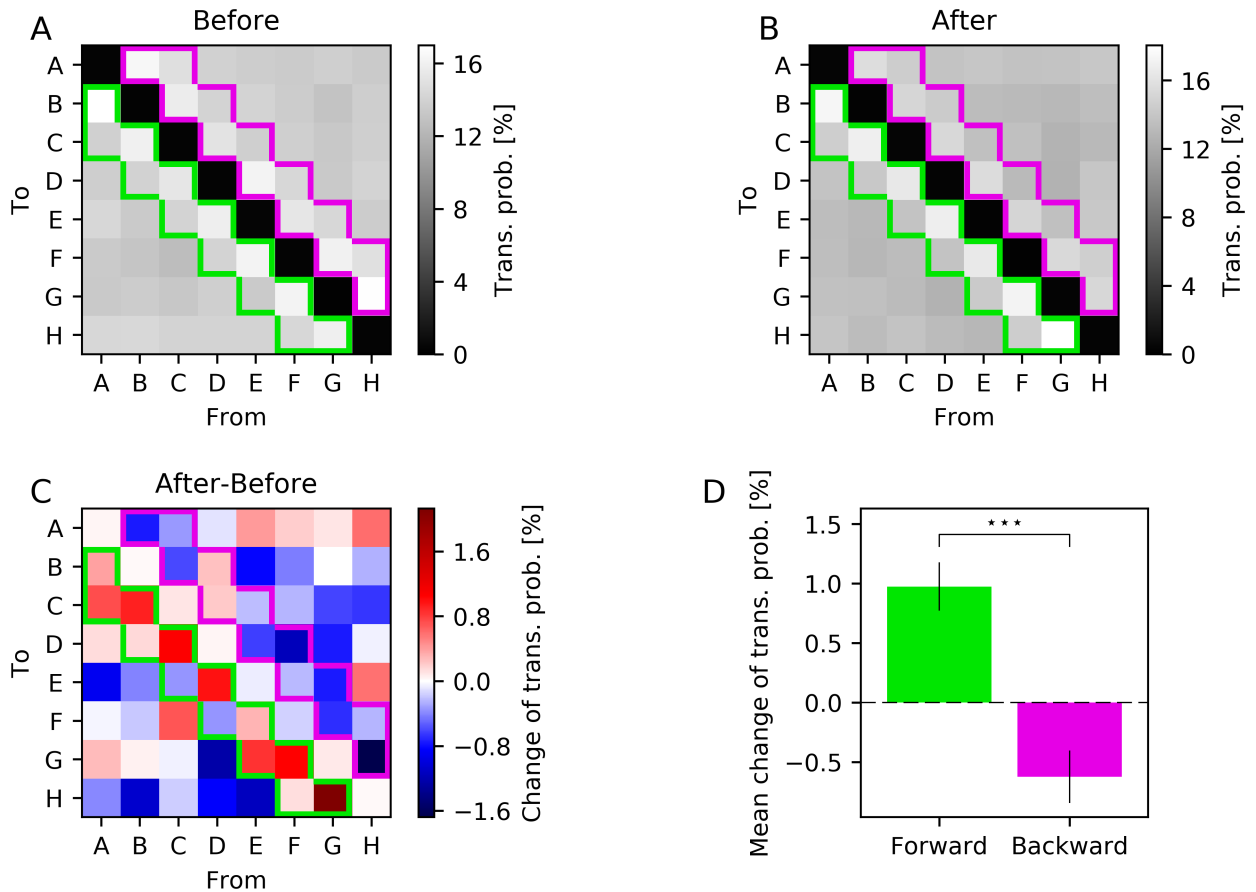 A
Before
A
B
C
D
E
F
G
H
To
A B C D E F G H
From
16
12
8
4
0
Trans. prob. [%]
B
After
A
B
C
D
E
F
G
H
To
A B C D E F G H
From
16
12
8
4
0
Trans. prob. [%]
C
After-Before
A
B
C
D
E
F
G
H
To
A B C D E F G H
From
1.6
0.8
0.0
−0.8
−1.6
Change of trans. prob. [%]
D
Mean change of trans. prob. [%]
1.5
1.0
0.5
0.0
−0.5
⋆⋆⋆
Forward Backward